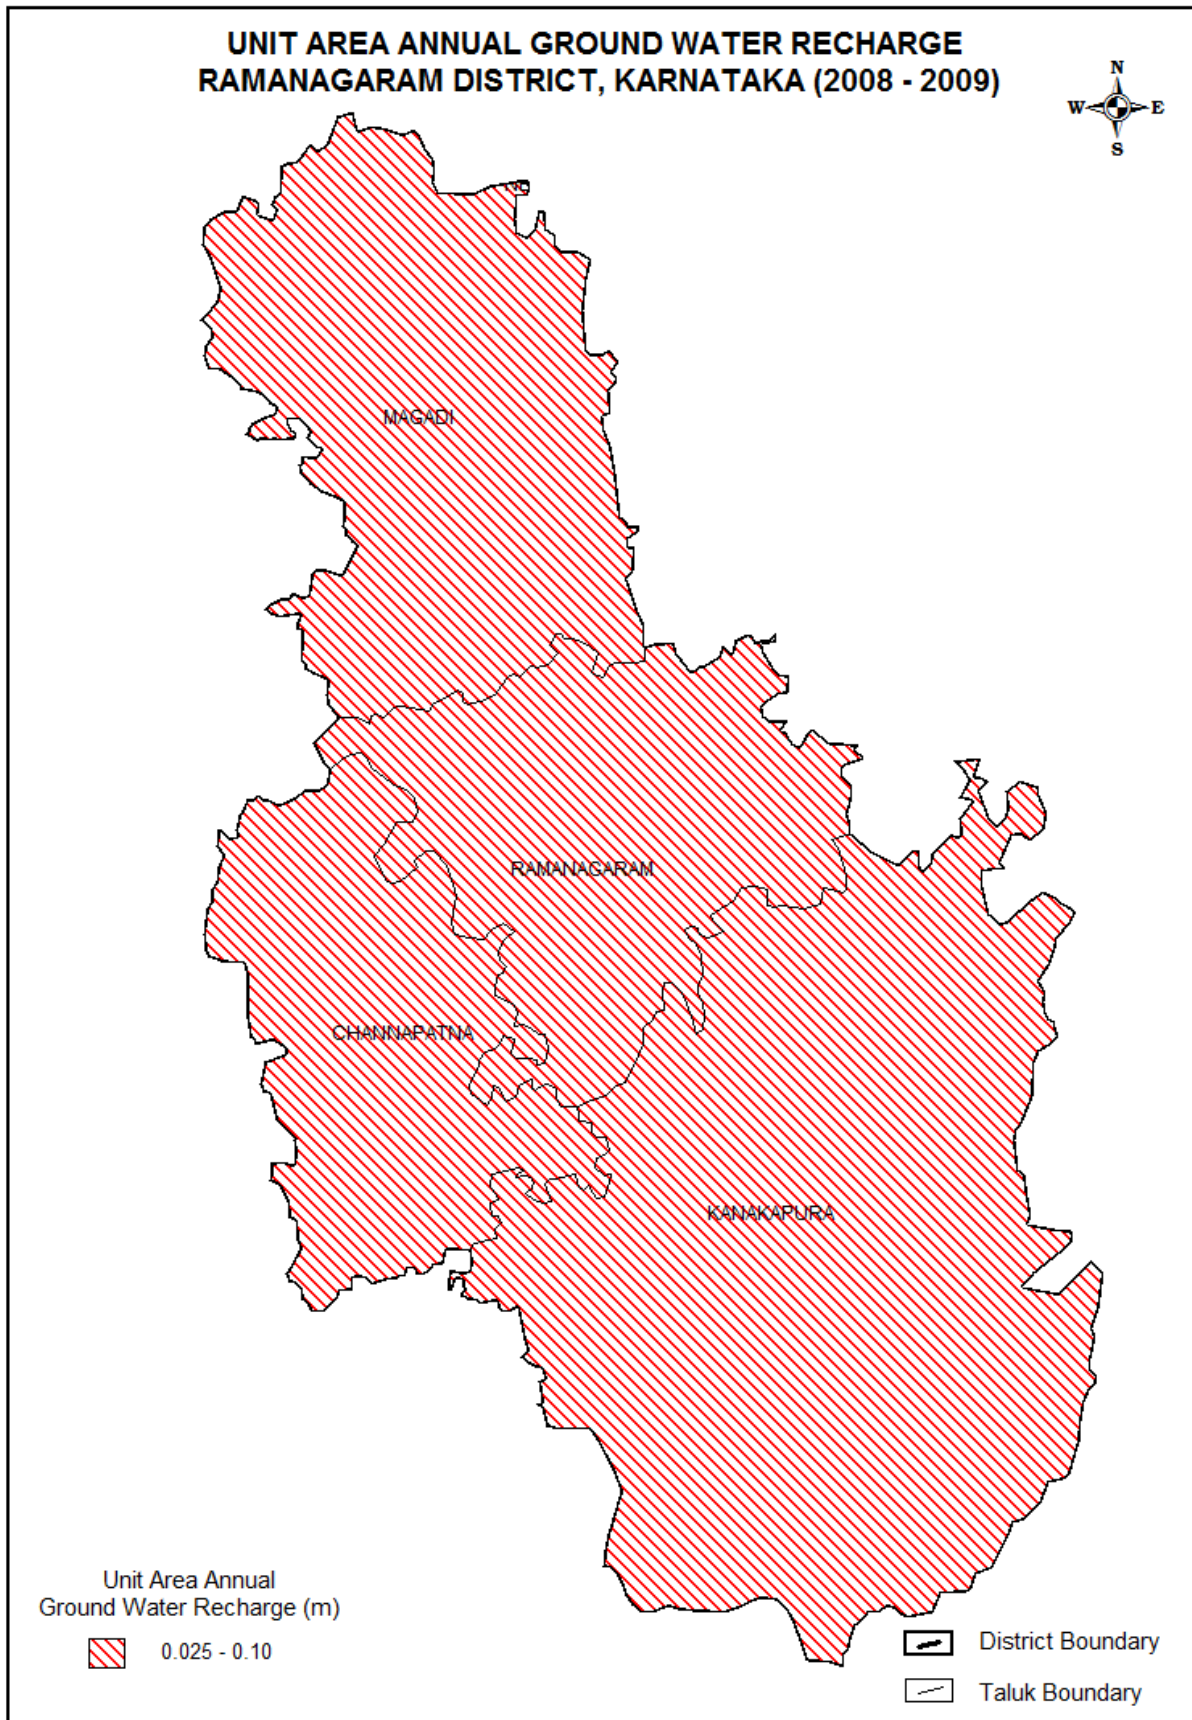 UNIT AREA ANNUAL GROUND WATER RECHARGE
RAMANAGARAM DISTRICT, KARNATAKA (2008 - 2009)
N
W E
S
MAGADI
RAMANAGARAM
CHANNAPATNA
KANAKAPURA
Unit Area Annual
Ground Water Recharge (m)
0.025 - 0.10
District Boundary
Taluk Boundary